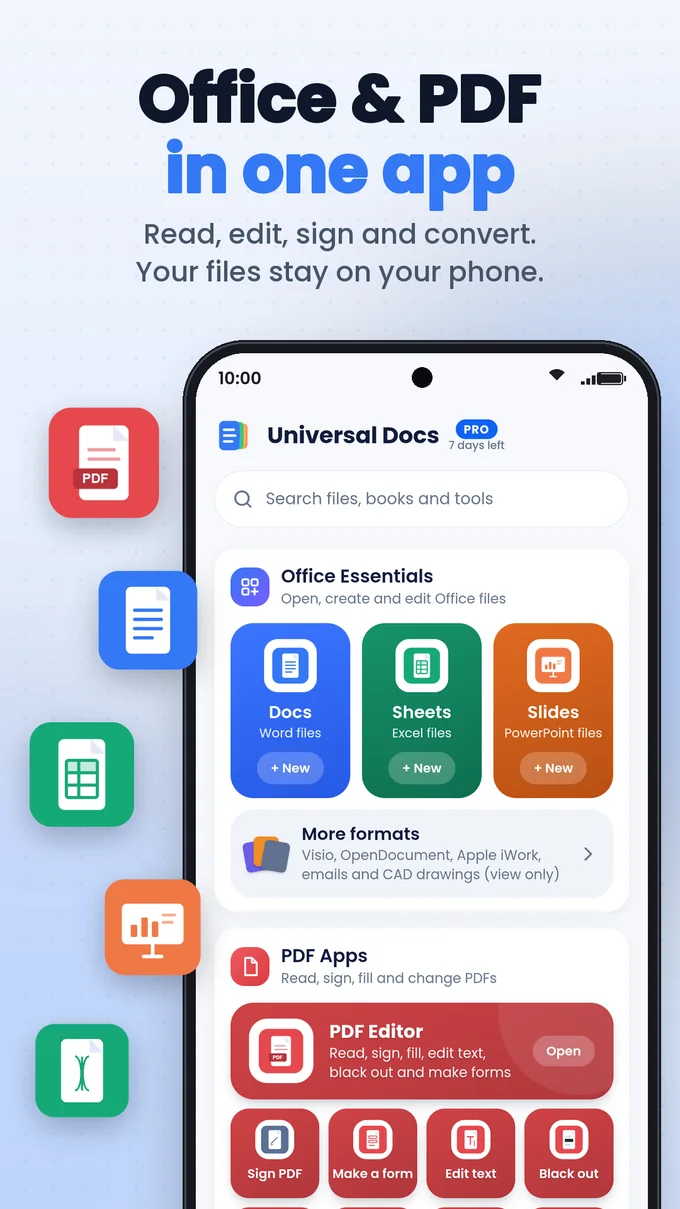 Office & PDF
in one app
Read, edit, sign and convert.
Your files stay on your phone.
10:00
Universal Docs
PRO
7 days left
Search files, books and tools
PDF
Office Essentials
Open, create and edit Office files
Docs
Word files
+ New
Sheets
Excel files
+ New
Slides
PowerPoint files
+ New
More formats
Visio, OpenDocument, Apple iWork,
emails and CAD drawings (view only)
PDF Apps
Read, sign, fill and change PDFs
PDF
PDF Editor
Read, sign, fill, edit text,
black out and make forms
Open
Sign PDF
Make a form
Edit text
Black out